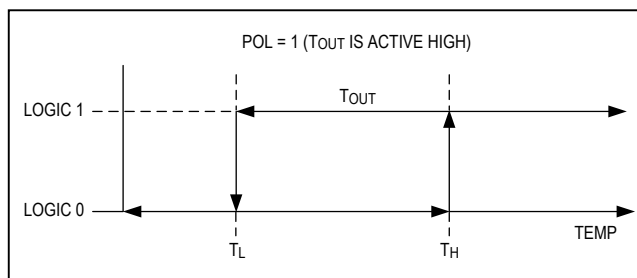 POL = 1 (TOUT IS ACTIVE HIGH)
LOGIC 1
TOUT
LOGIC 0
TEMP
TL
TH